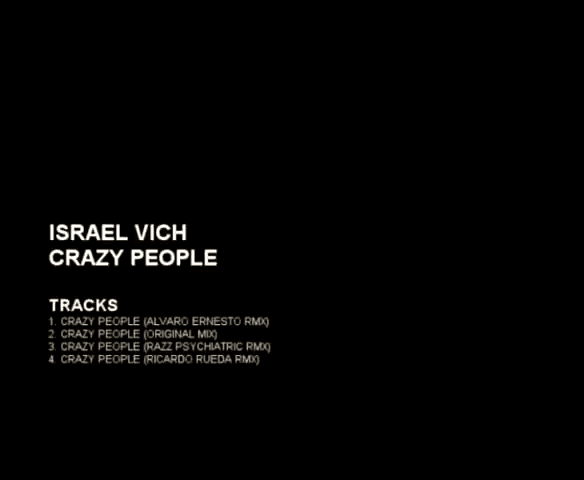 ISRAEL VICH
CRAZY PEOPLE
TRACKS
1. CRAZY PEOPLE (ALVARO ERNESTO RMX)
2. CRAZY PEOPLE (ORIGINAL MIX)
3. CRAZY PEOPLE (RAZZ PSYCHIATRIC RMX)
4. CRAZY PEOPLE (RICARDO RUEDA RMX)